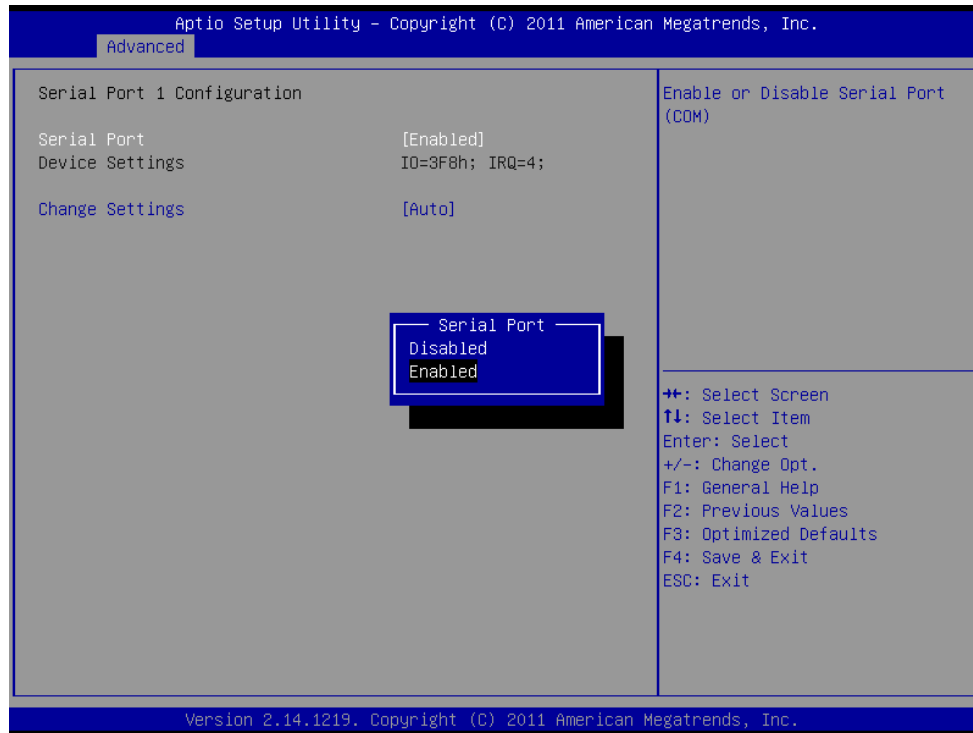 Aptio Setup Utility – Copyright (C) 2011 American Megatrends, Inc.
Advanced
Serial Port 1 Configuration
Serial Port [Enabled]
Device Settings IO=3F8h; IRQ=4;
Change Settings [Auto]
Serial Port
Disabled
Enabled
Enable or Disable Serial Port
(COM)
→←: Select Screen
↑↓: Select Item
Enter: Select
+/-: Change Opt.
F1: General Help
F2: Previous Values
F3: Optimized Defaults
F4: Save & Exit
ESC: Exit
Version 2.14.1219. Copyright (C) 2011 American Megatrends, Inc.